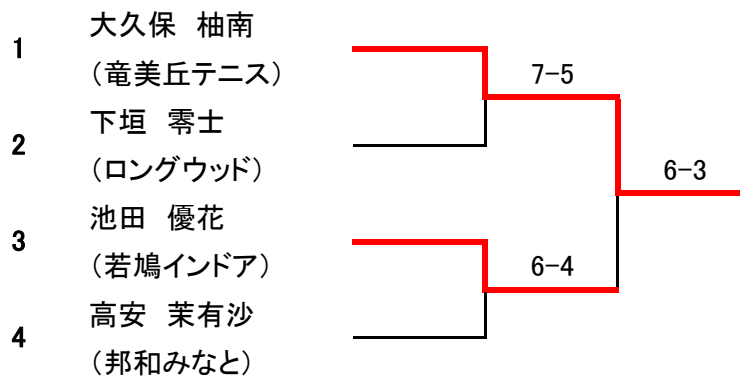 1
大久保 柚南
（竜美丘テニス）
7-5
2
下垣 零士
（ロングウッド）
6-3
3
池田 優花
（若鳩インドア）
6-4
4
高安 茉有沙
（邦和みなと）